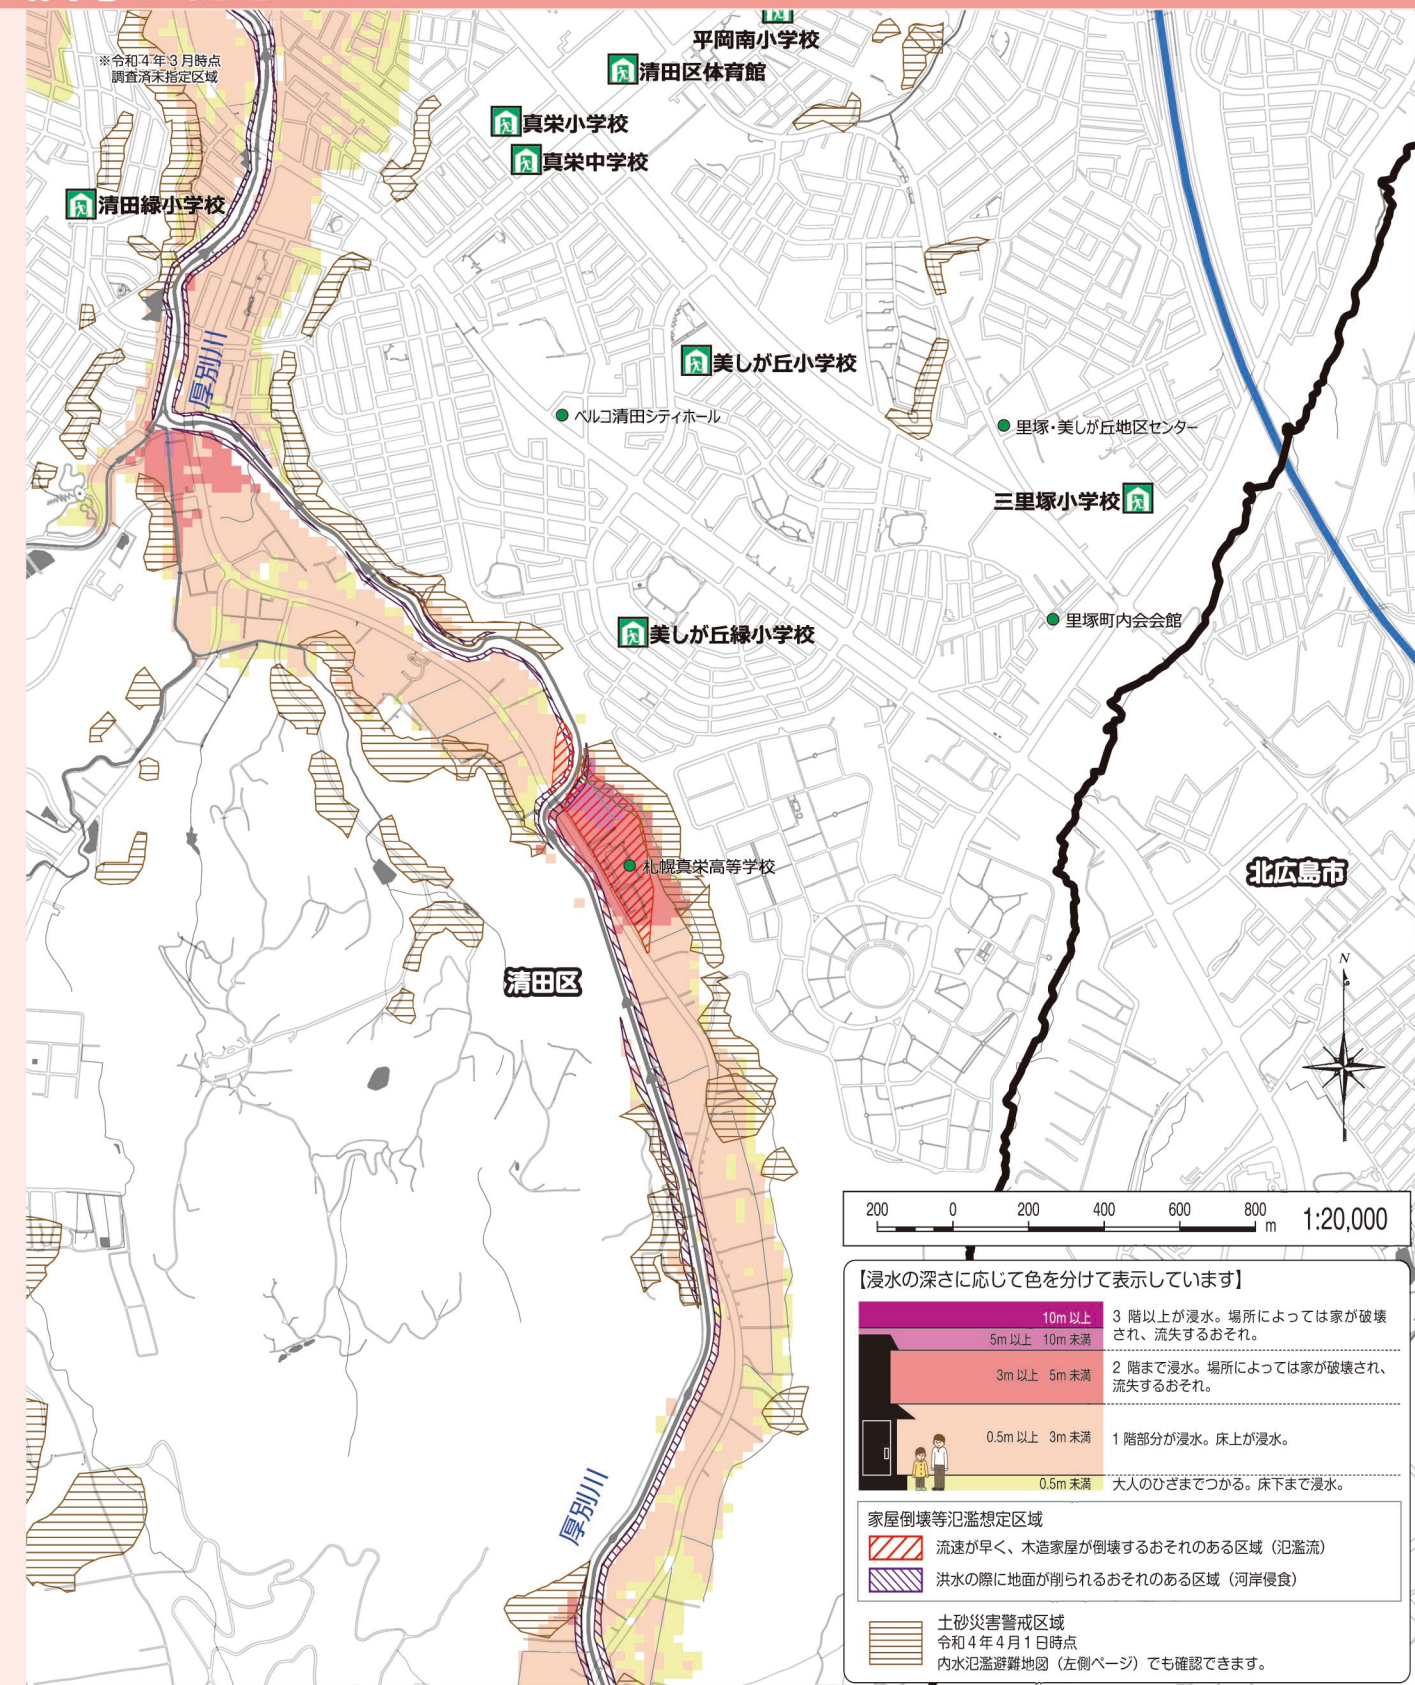 ※令和4年3月時点
調査済未指定区域
平岡南小学校
清田区体育館
真栄小学校
真栄中学校
清田緑小学校
厚別川
美しが丘小学校
ベルコ清田シティホール
里塚・美しが丘地区センター
三里塚小学校
里塚町内会会館
美しが丘緑小学校
札幌真栄高等学校
北広島市
清田区
N
厚別川
200 0 200 400 600 800 m 1:20,000
【浸水の深さに応じて色を分けて表示しています】
10m 以上
5m 以上 10m 未満
3 階以上が浸水。場所によっては家が破壊
され、流失するおそれ。
3m 以上 5m 未満
2 階まで浸水。場所によっては家が破壊され、
流失するおそれ。
0.5m 以上 3m 未満
1 階部分が浸水。床上が浸水。
0.5m 未満
大人のひざまでつかる。床下まで浸水。
家屋倒壊等氾濫想定区域
流速が早く、木造家屋が倒壊するおそれのある区域（氾濫流）
洪水の際に地面が削られるおそれのある区域（河岸侵食）
土砂災害警戒区域
令和4年4月1日時点
内水氾濫避難地図（左側ページ）でも確認できます。